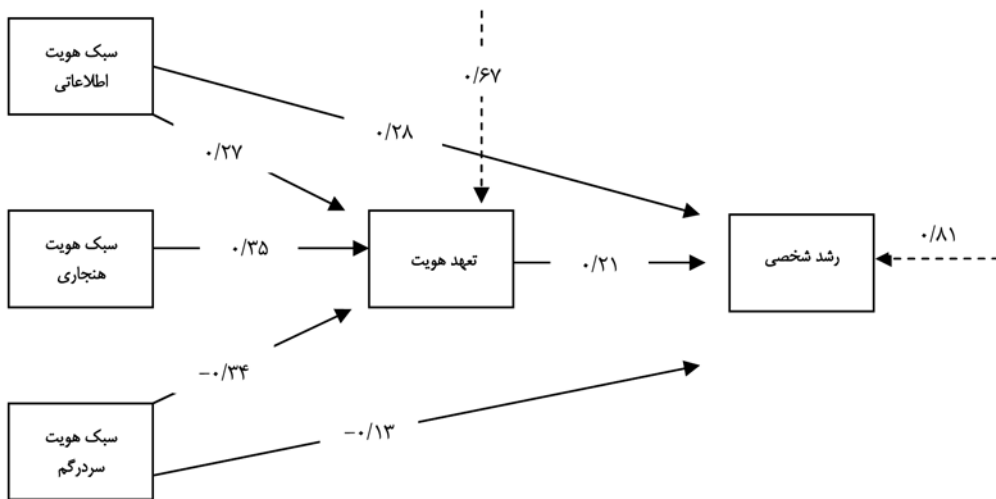 سبک هویت
اطلاعاتی
۰/۶۷
۰/۲۸
۰/۲۷
سبک هویت
هنجاری
۰/۳۵
تعهد هویت
۰/۲۱
رشد شخصی
۰/۸۱
−۰/۳۴
سبک هویت
سردرگم
−۰/۱۳